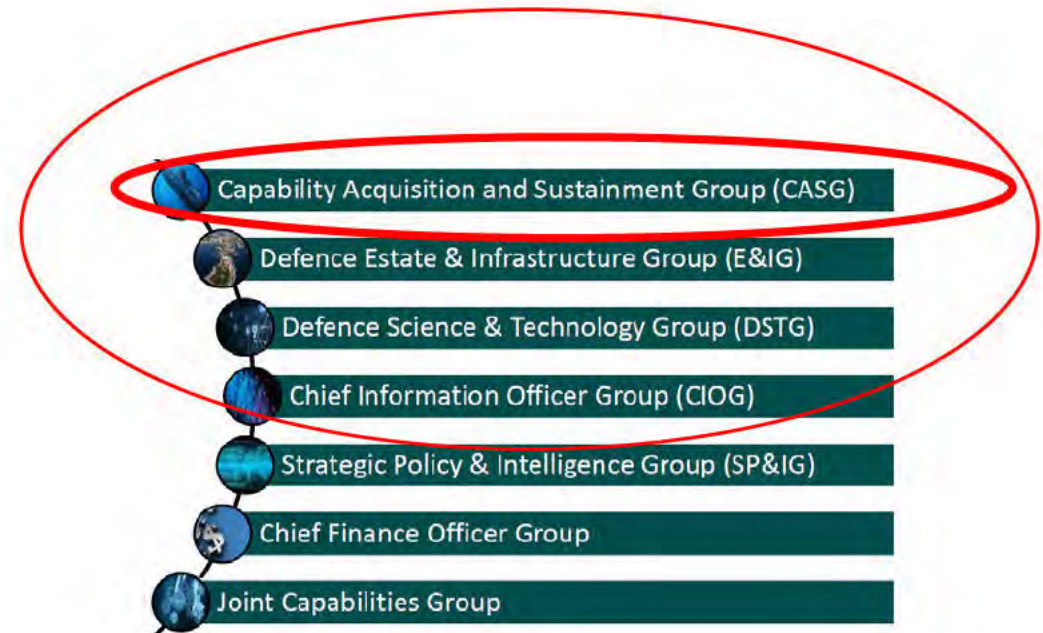 Capability Acquisition and Sustainment Group (CASG)
Defence Estate & Infrastructure Group (E&IG)
Defence Science & Technology Group (DSTG)
Chief Information Officer Group (CIOG)
Strategic Policy & Intelligence Group (SP&IG)
Chief Finance Officer Group
Joint Capabilities Group